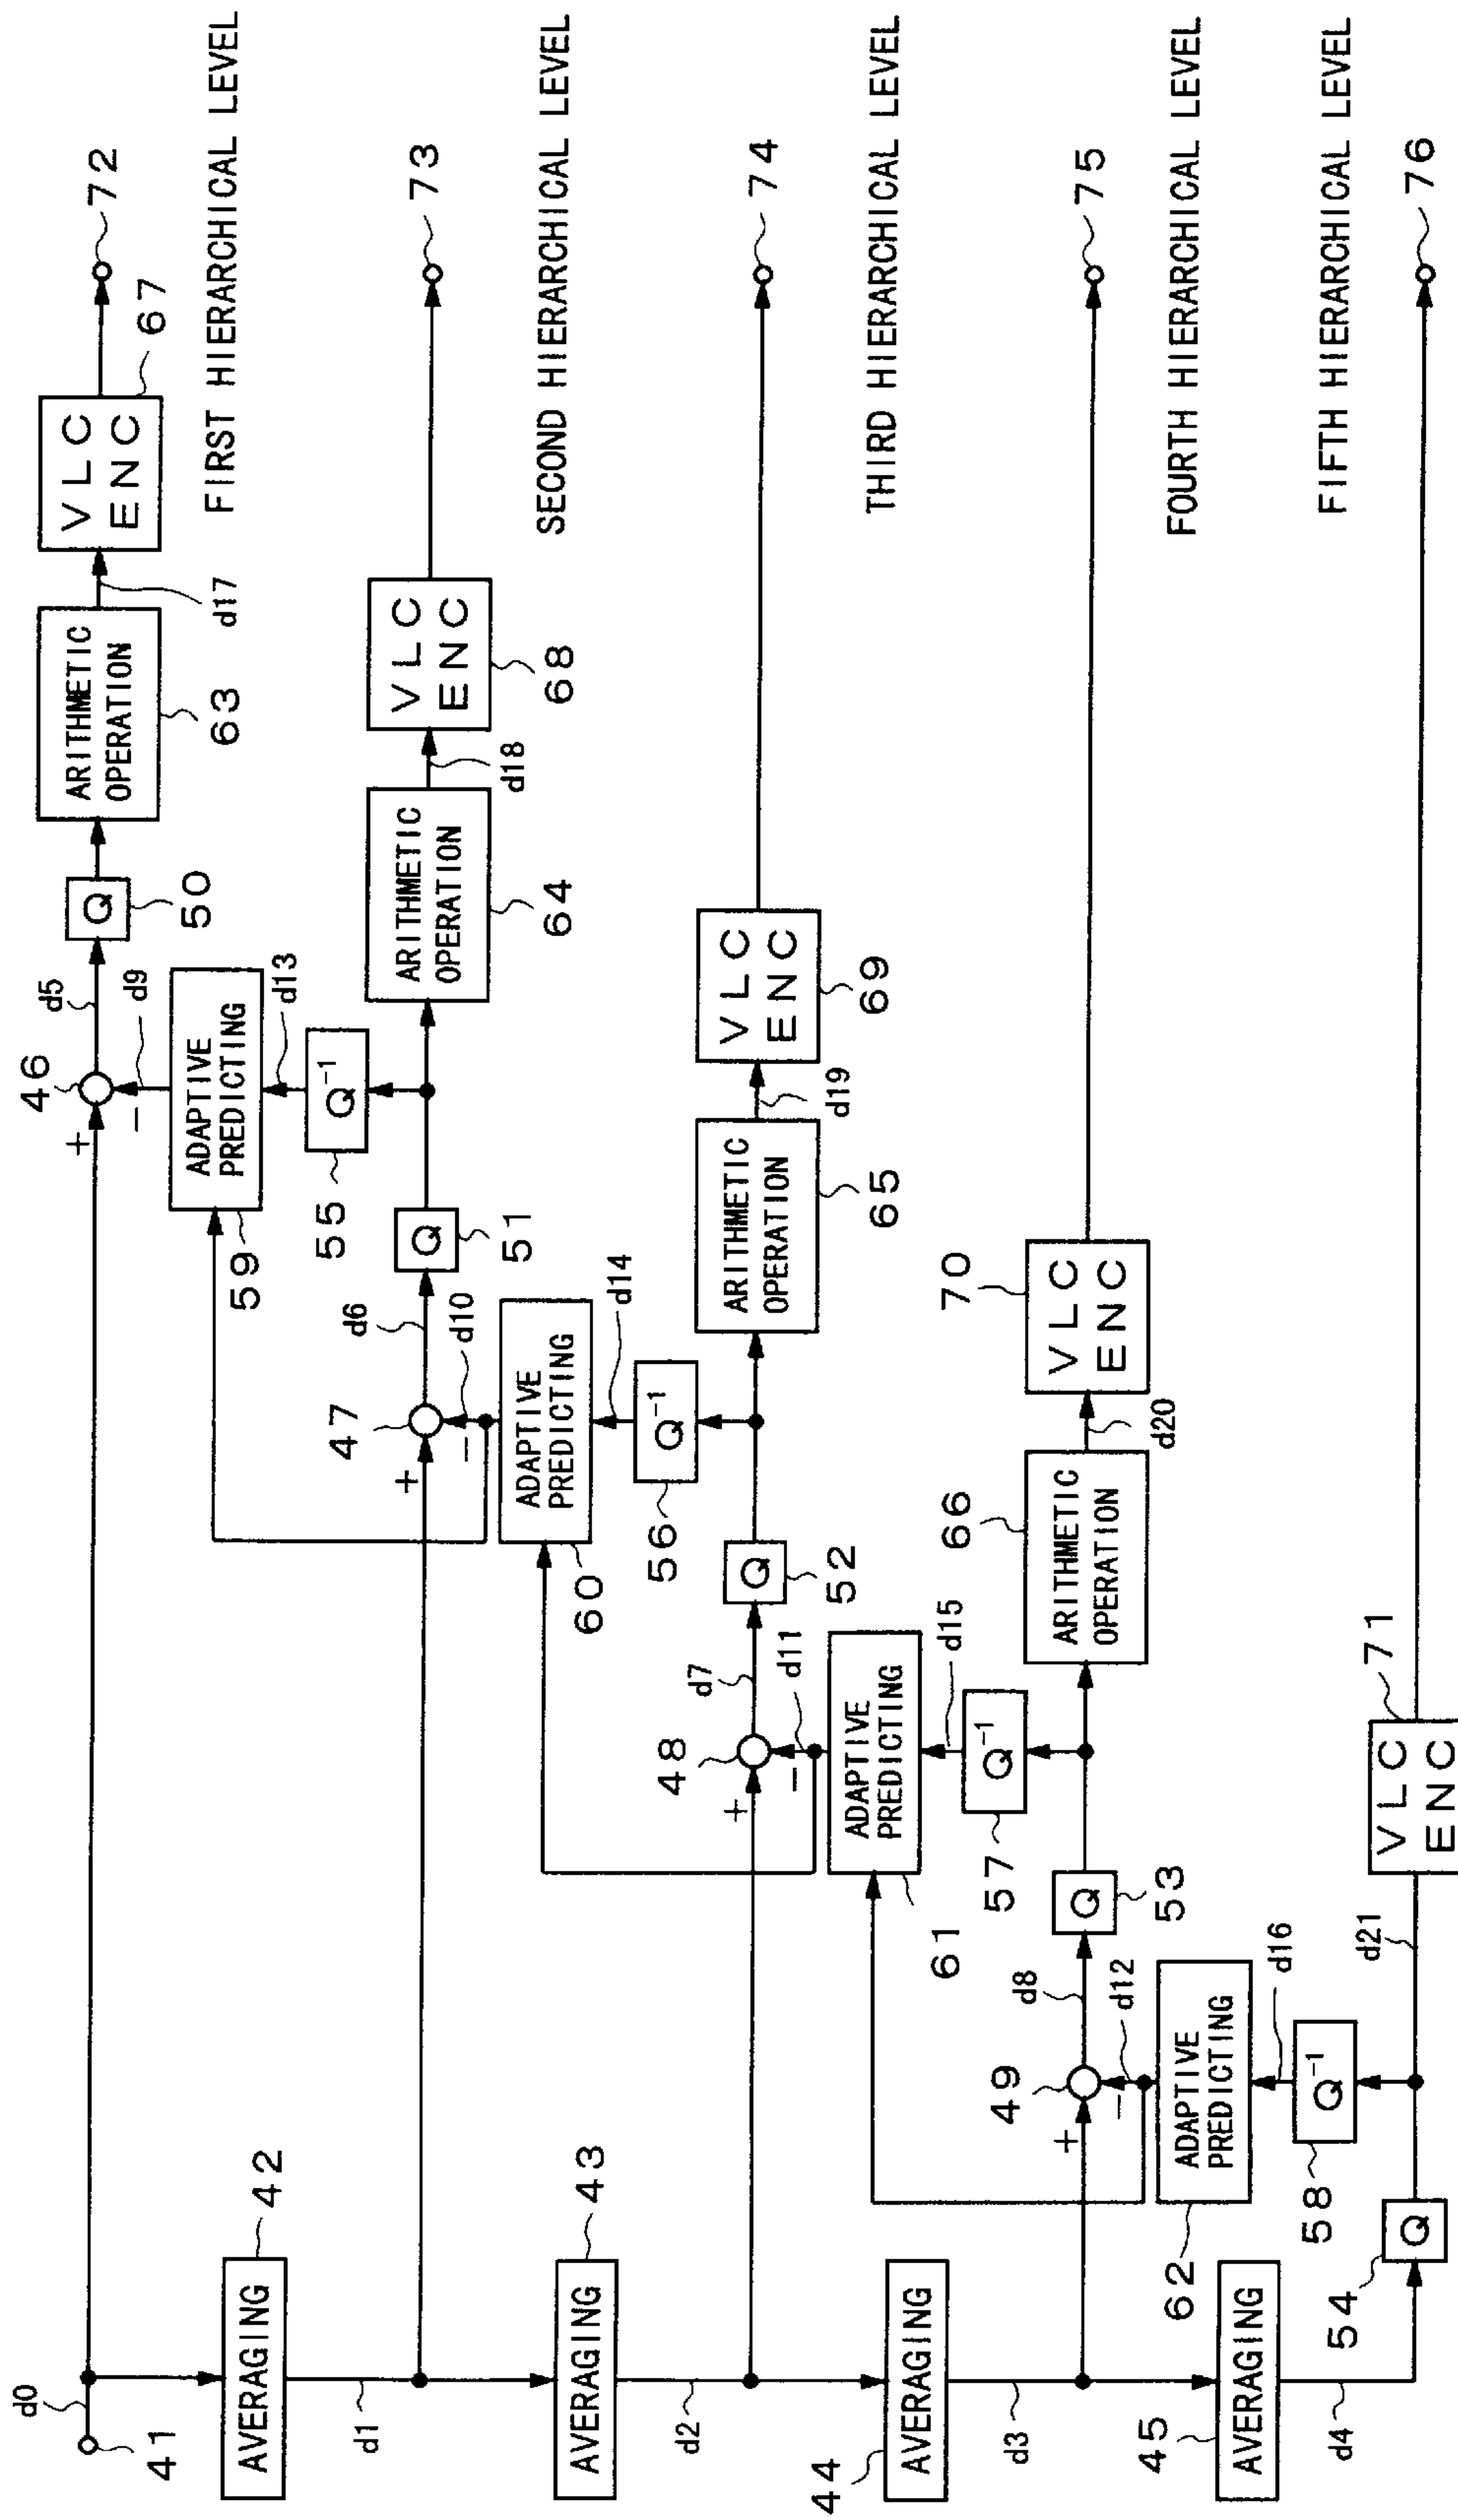 d0
41
+
46
d5
d9
−
Q
50
ARITHMETIC
OPERATION
63
d17
VLC
ENC
67
72
FIRST HIERARCHICAL LEVEL
AVERAGING
42
59
ADAPTIVE
PREDICTING
d13
55
Q⁻¹
d1
+
47
d6
d10
−
Q
51
ARITHMETIC
OPERATION
64
d18
VLC
ENC
68
73
SECOND HIERARCHICAL LEVEL
AVERAGING
43
60
ADAPTIVE
PREDICTING
d14
56
Q⁻¹
d2
+
48
d7
d11
−
Q
52
ARITHMETIC
OPERATION
65
d19
VLC
ENC
69
74
THIRD HIERARCHICAL LEVEL
44
AVERAGING
61
ADAPTIVE
PREDICTING
d15
57
Q⁻¹
d3
+
49
d8
d12
−
Q
53
66
ARITHMETIC
OPERATION
d20
70
VLC
ENC
75
FOURTH HIERARCHICAL LEVEL
45
AVERAGING
62
ADAPTIVE
PREDICTING
d16
58
Q⁻¹
d4
54
Q
d21
71
VLC
ENC
76
FIFTH HIERARCHICAL LEVEL